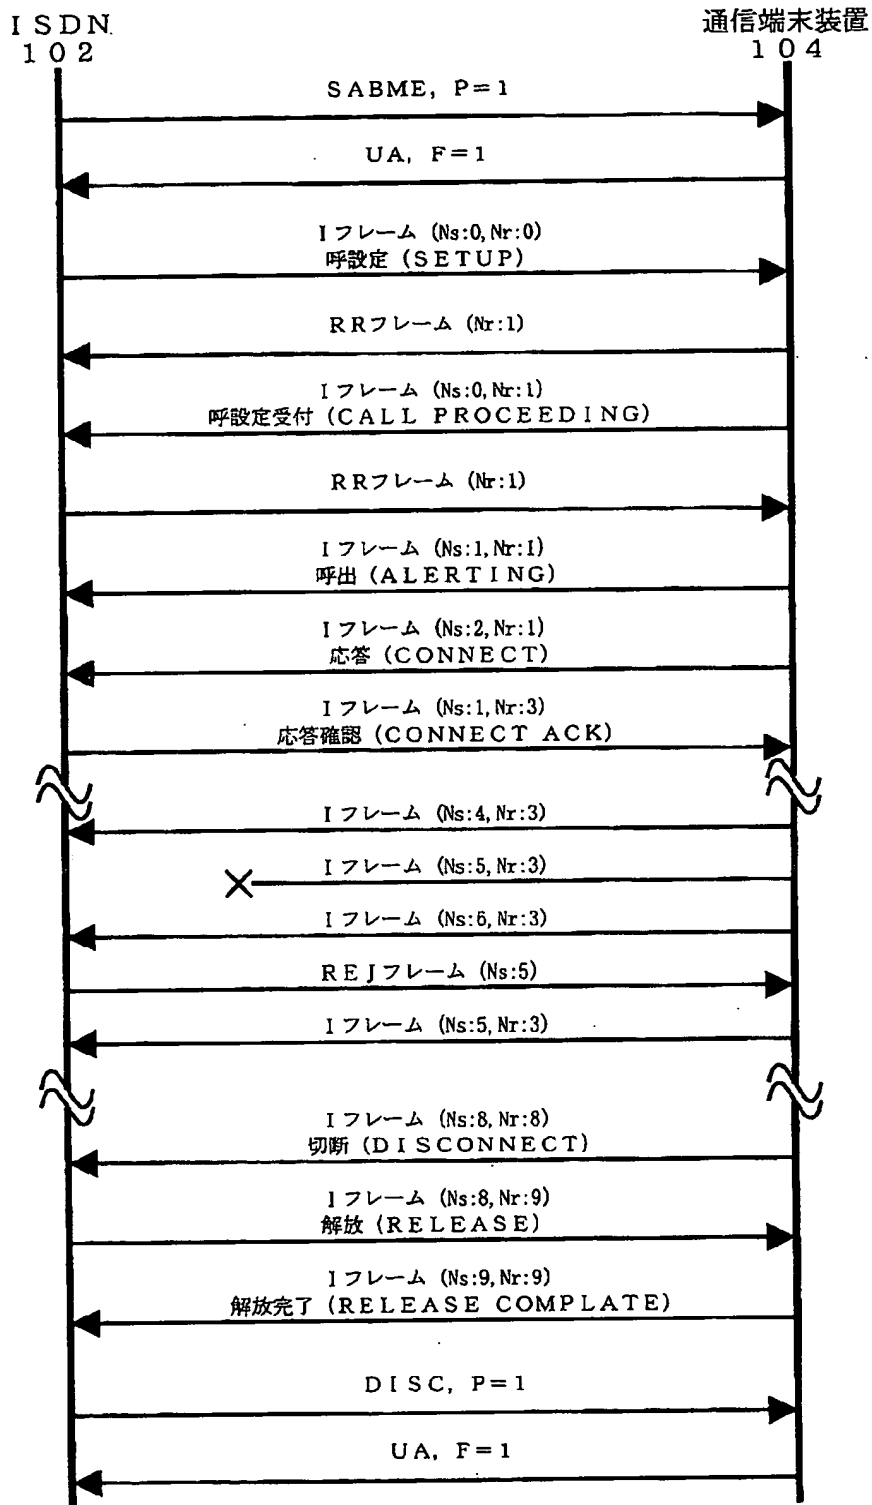 ISDN
102
通信端末装置
104
SABME, P=1
UA, F=1
Iフレーム (Ns:0,Nr:0)
呼設定 (SETUP)
RRフレーム (Nr:1)
Iフレーム (Ns:0,Nr:1)
呼設定受付 (CALL PROCEEDING)
RRフレーム (Nr:1)
Iフレーム (Ns:1,Nr:1)
呼出 (ALERTING)
Iフレーム (Ns:2,Nr:1)
応答 (CONNECT)
Iフレーム (Ns:1,Nr:3)
応答確認 (CONNECT ACK)
Iフレーム (Ns:4,Nr:3)
Iフレーム (Ns:5,Nr:3)
Iフレーム (Ns:6,Nr:3)
REJフレーム (Ns:5)
Iフレーム (Ns:5,Nr:3)
Iフレーム (Ns:8,Nr:8)
切断 (DISCONNECT)
Iフレーム (Ns:8,Nr:9)
解放 (RELEASE)
Iフレーム (Ns:9,Nr:9)
解放完了 (RELEASE COMPLATE)
DISC, P=1
UA, F=1